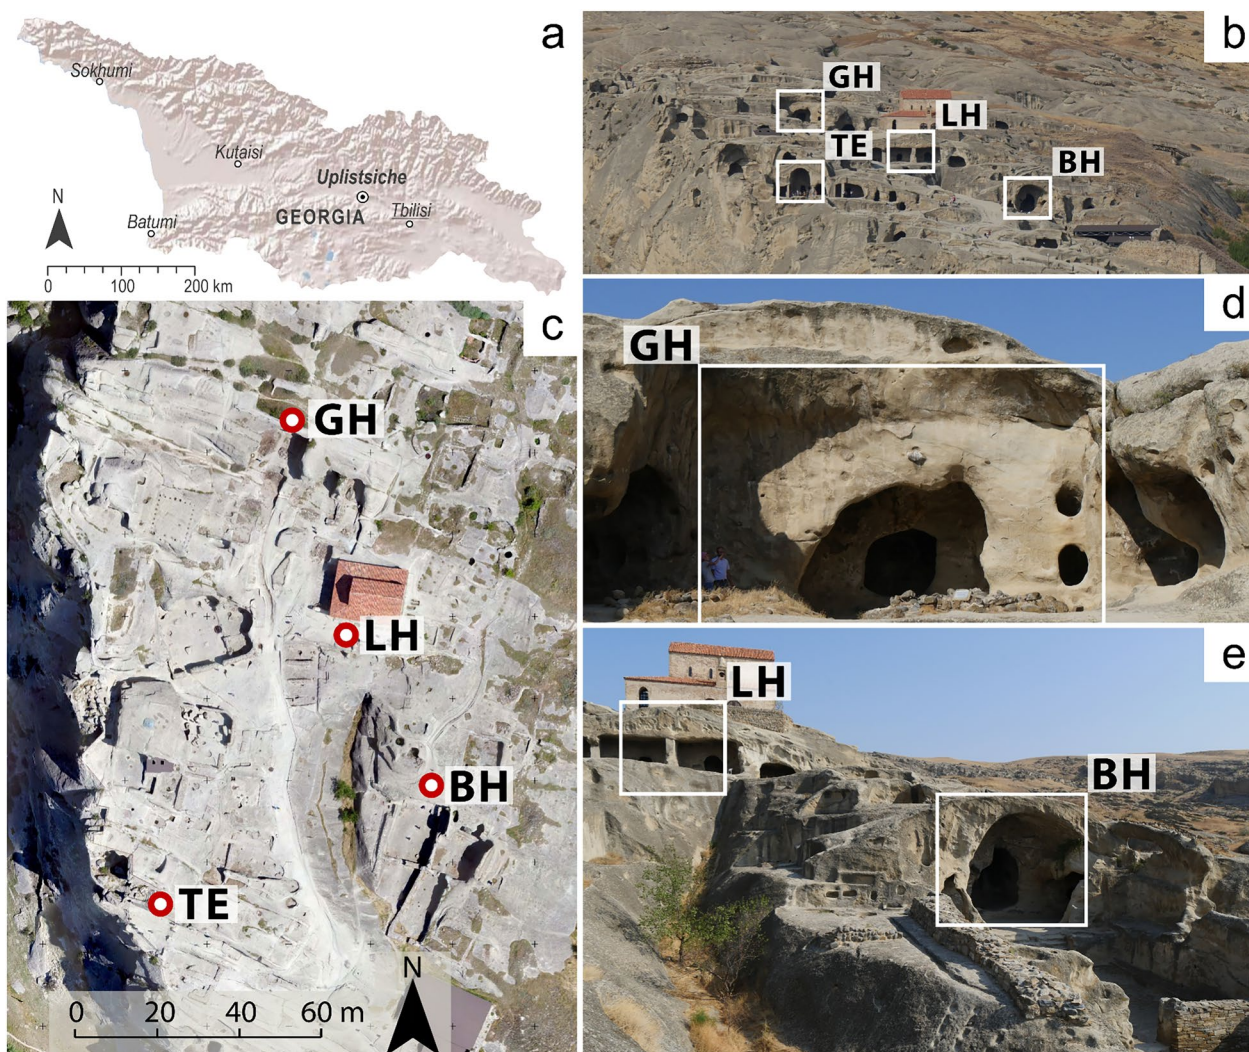 a
Sokhumi
Kutaisi
Uplistsiche
N
GEORGIA
Tbilisi
Batumi
0 100 200 km
b
GH
LH
TE
BH
c
GH
LH
BH
TE
N
0 20 40 60 m
d
GH
e
LH
BH